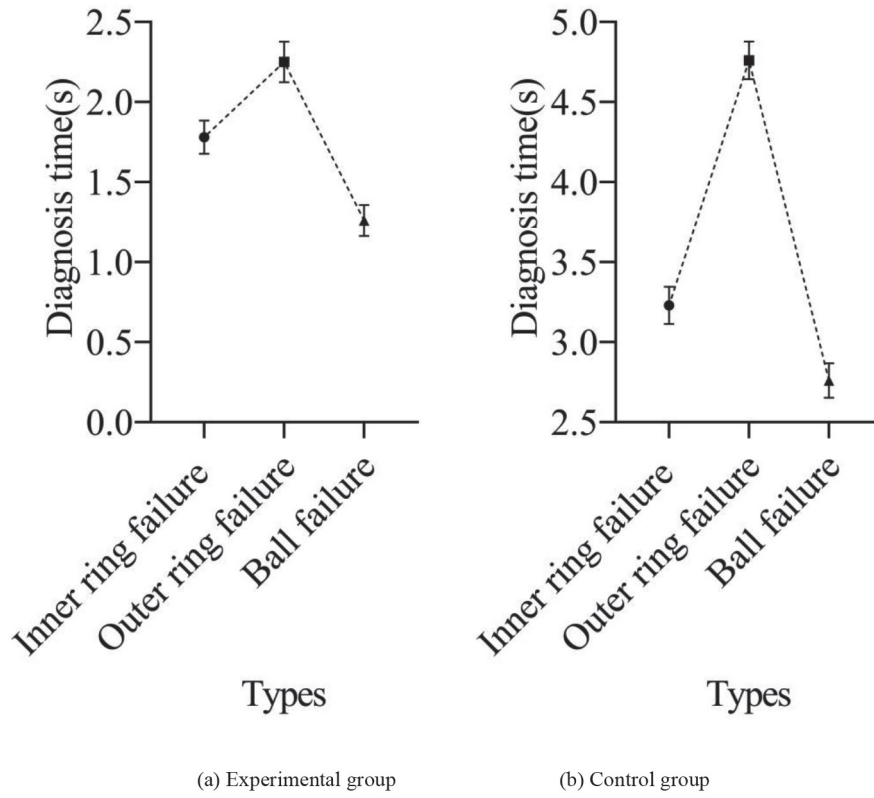 Diagnosis time(s)
2.5
2.0
1.5
1.0
0.5
0.0
Inner ring failure
Outer ring failure
Ball failure
Types
(a) Experimental group
Diagnosis time(s)
5.0
4.5
4.0
3.5
3.0
2.5
Inner ring failure
Outer ring failure
Ball failure
Types
(b) Control group